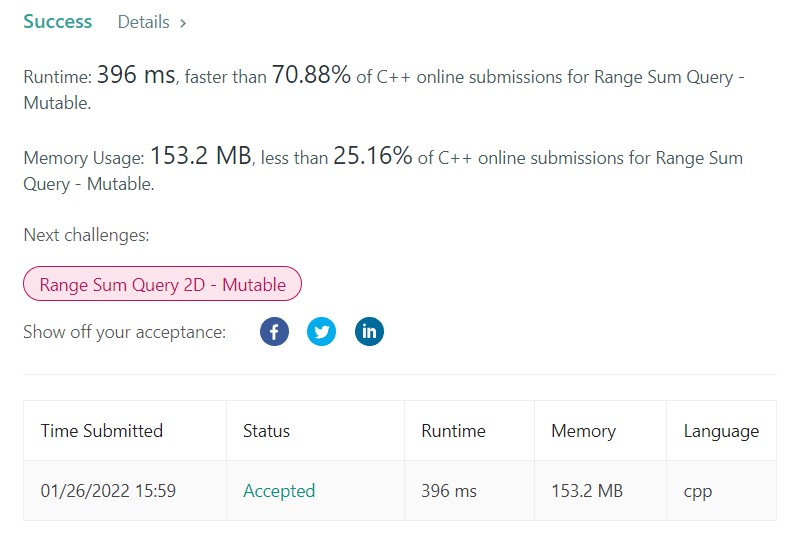 Success Details >
Runtime: 396 ms, faster than 70.88% of C++ online submissions for Range Sum Query -
Mutable.
Memory Usage: 153.2 MB, less than 25.16% of C++ online submissions for Range Sum
Query - Mutable.
Next challenges:
Range Sum Query 2D - Mutable
Show off your acceptance: f in
Time Submitted Status Runtime Memory Language
01/26/2022 15:59 Accepted 396 ms 153.2 MB cpp